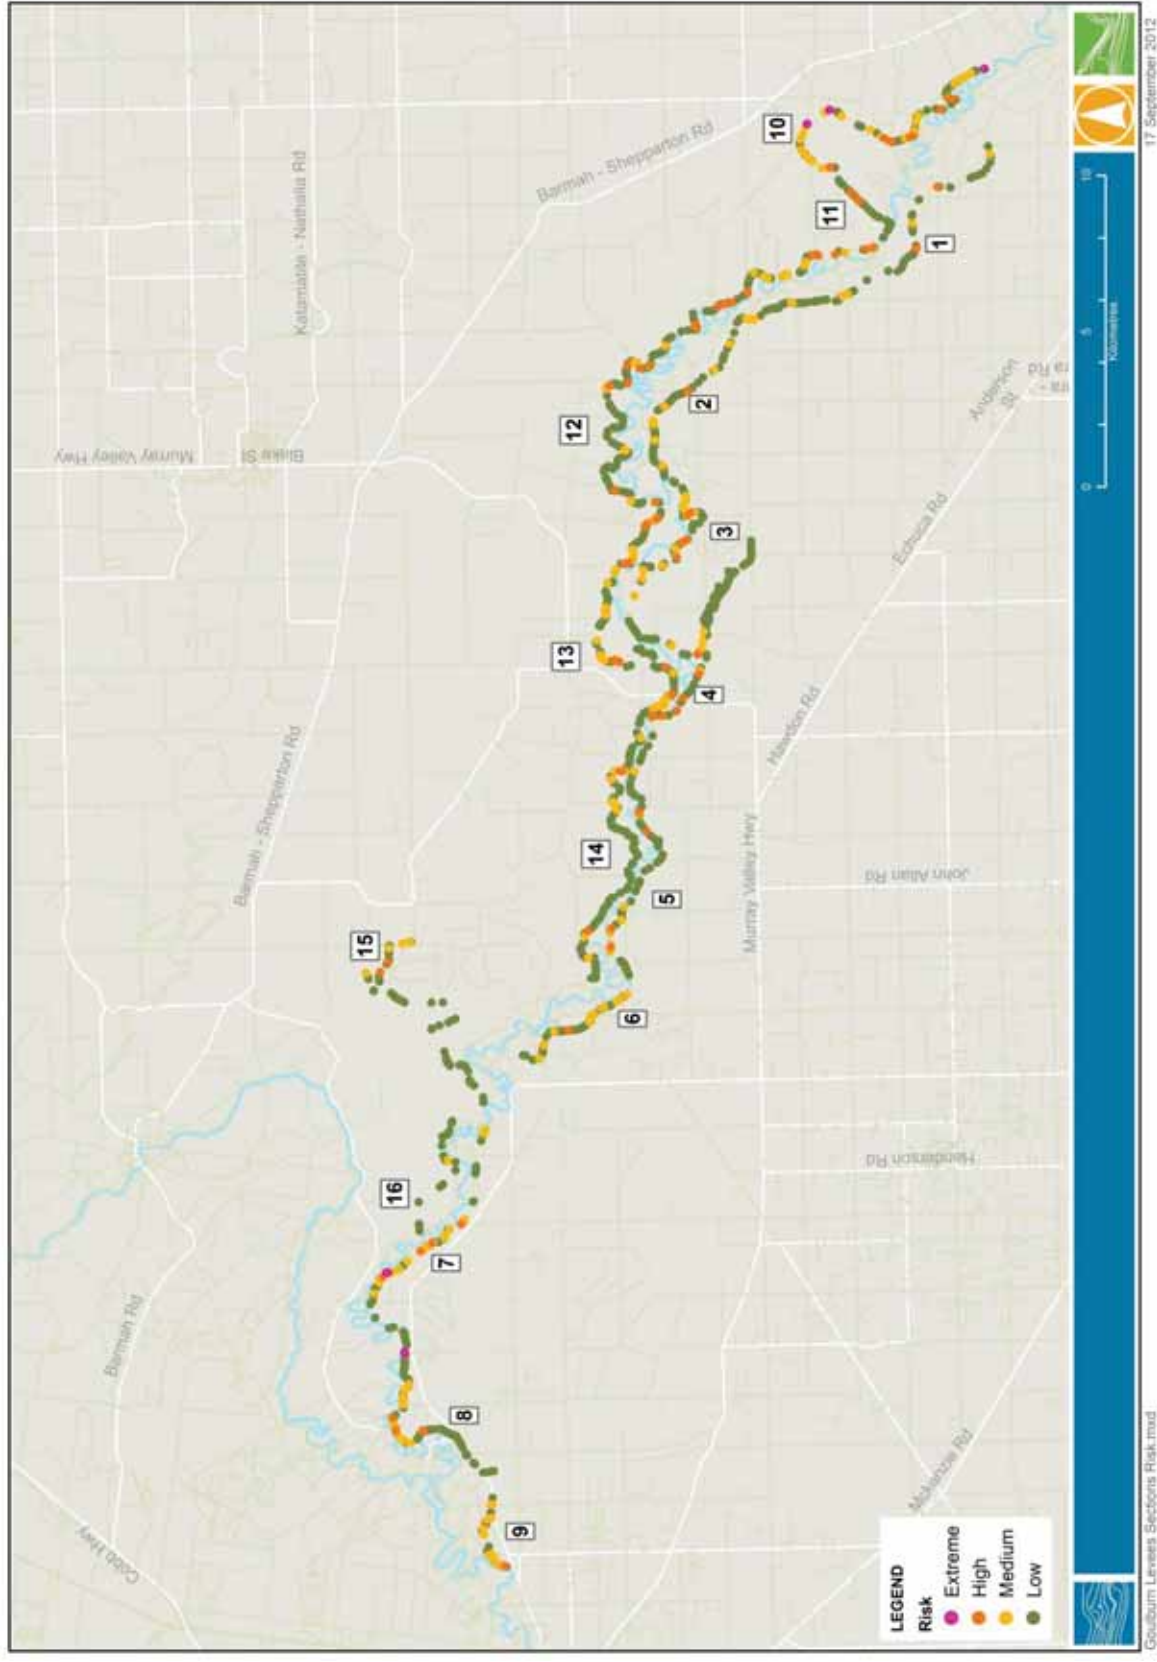 Cobb Hwy
Barmah Rd
Barmah - Shepparton Rd
Murray Valley Hwy
Blake St
Katamatite - Nathalia Rd
Barmah - Shepparton Rd
9
8
7
16
15
6
5
14
4
13
3
12
2
1
11
10
Murray Valley Hwy
Hawdon Rd
Echuca Rd
Anderson St
ra Rd
ra -
John Allan Rd
Henderson Rd
Mckenzie Rd
LEGEND
Risk
Extreme
High
Medium
Low
0
5
10
Kilometres
Goulburn Levees Sections Risk.mxd
17 September 2012